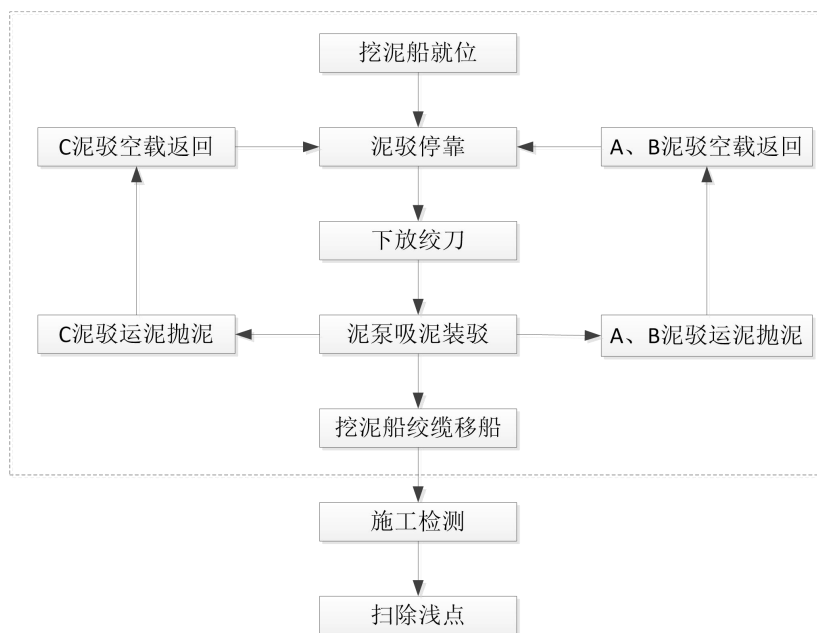 挖泥船就位
C泥驳空载返回
泥驳停靠
A、B泥驳空载返回
下放绞刀
C泥驳运泥抛泥
泥泵吸泥装驳
A、B泥驳运泥抛泥
挖泥船绞缆移船
施工检测
扫除浅点